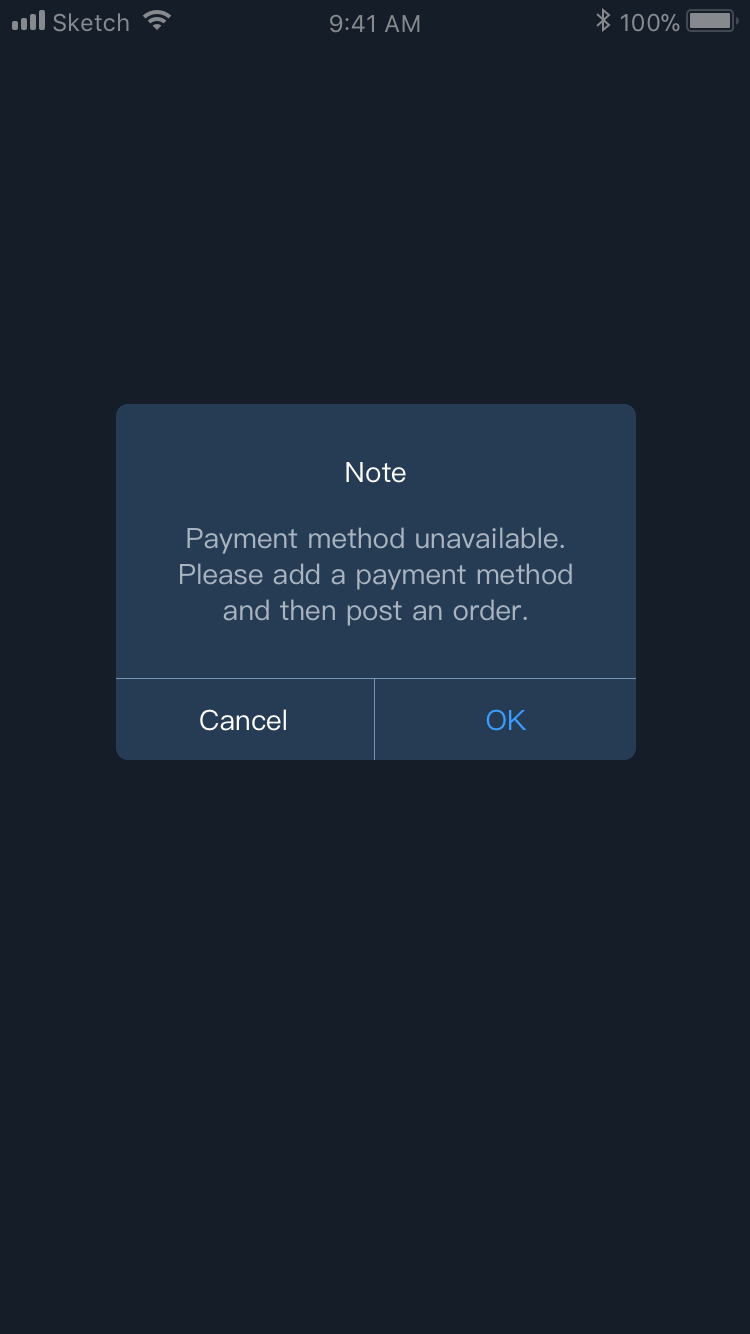 Sketch 9:41 AM 100%
Note
Payment method unavailable.
Please add a payment method
and then post an order.
Cancel OK